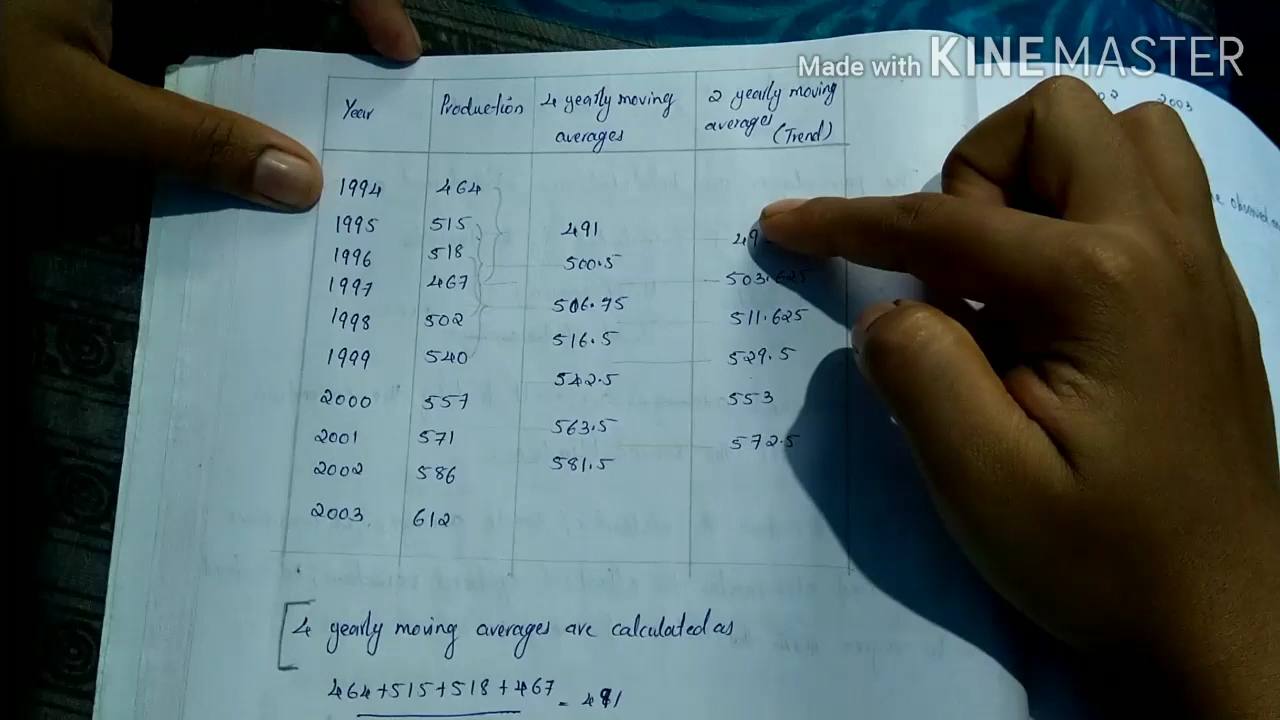 Made with KINEMASTER
Year Production 4 yearly moving averages 2 yearly moving averages (Trend)
1994 464
1995 515 491
1996 518 500.5 503.625
1997 467 506.75 511.625
1998 502 516.5 529.5
1999 540 542.5 553
2000 557 563.5 572.5
2001 571 581.5
2002 586
2003 612
4 yearly moving averages are calculated as
464+515+518+467 = 491
2003